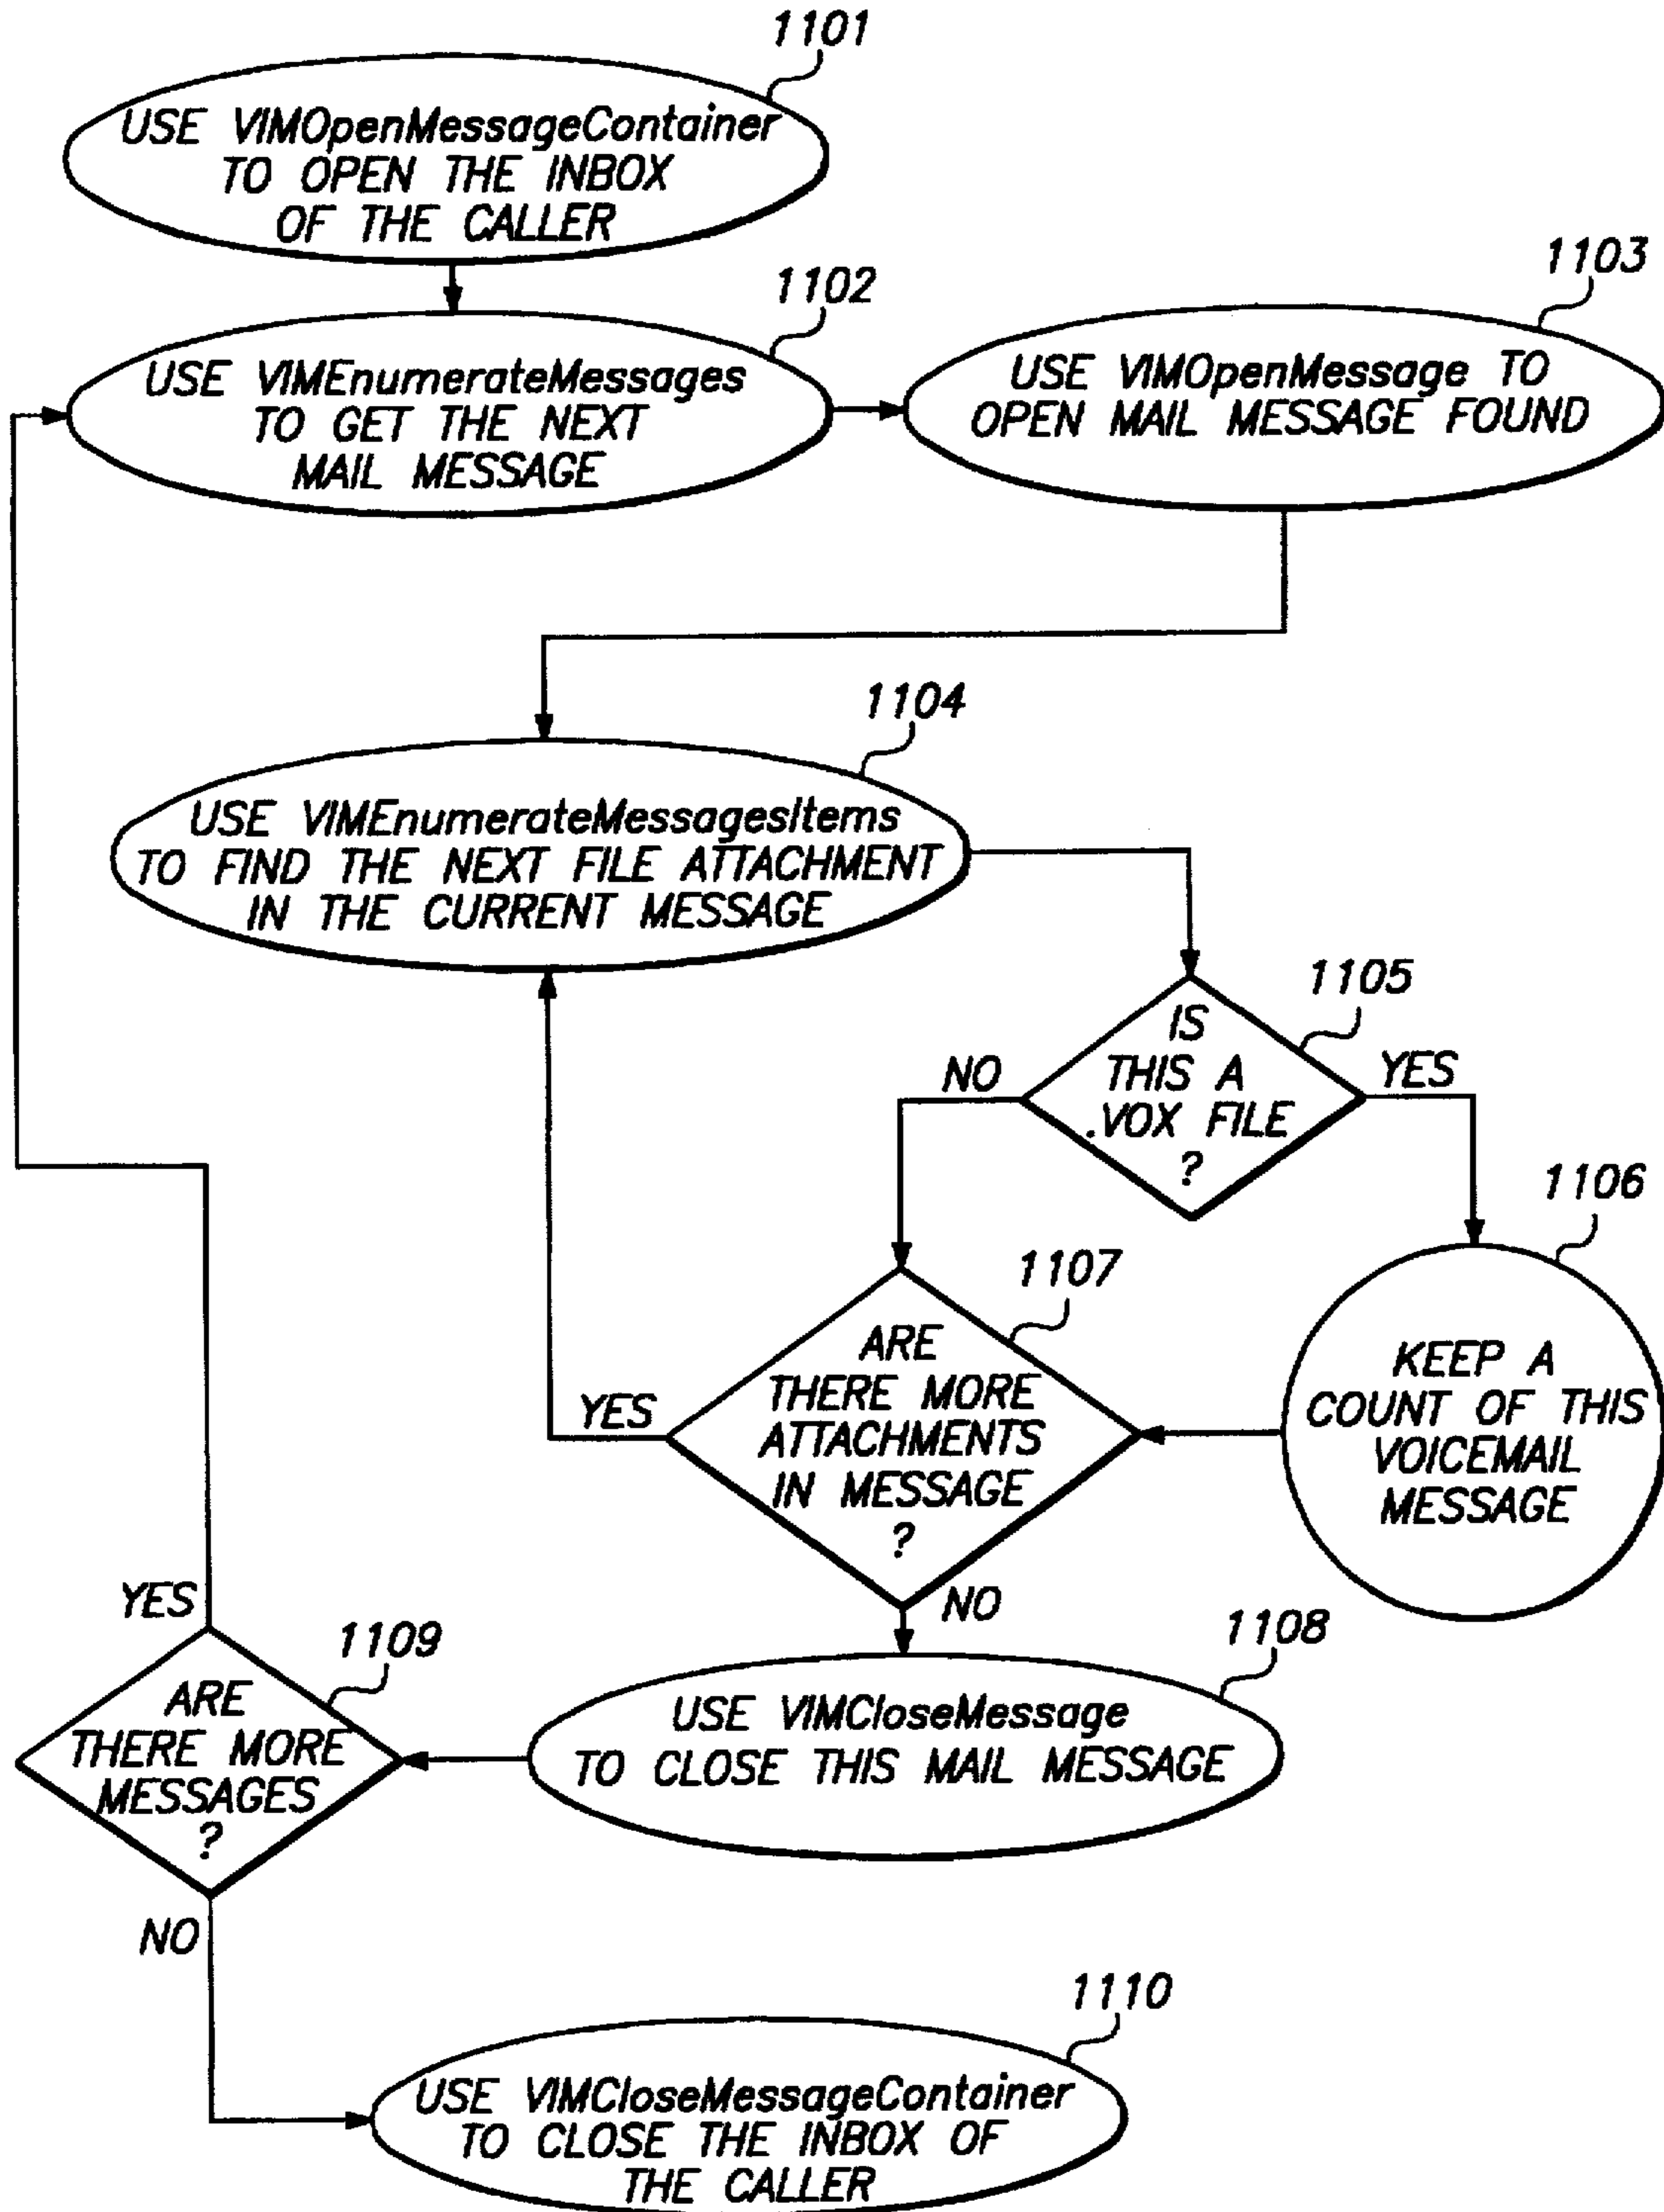 1101
USE VIMOpenMessageContainer
TO OPEN THE INBOX
OF THE CALLER
1102
USE VIMEnumerateMessages
TO GET THE NEXT
MAIL MESSAGE
1103
USE VIMOpenMessage TO
OPEN MAIL MESSAGE FOUND
1104
USE VIMEnumerateMessagesItems
TO FIND THE NEXT FILE ATTACHMENT
IN THE CURRENT MESSAGE
1105
IS
THIS A
.VOX FILE
?
NO
YES
1106
KEEP A
COUNT OF THIS
VOICEMAIL
MESSAGE
1107
ARE
THERE MORE
ATTACHMENTS
IN MESSAGE
?
YES
NO
1108
USE VIMCloseMessage
TO CLOSE THIS MAIL MESSAGE
1109
ARE
THERE MORE
MESSAGES
?
YES
NO
1110
USE VIMCloseMessageContainer
TO CLOSE THE INBOX OF
THE CALLER